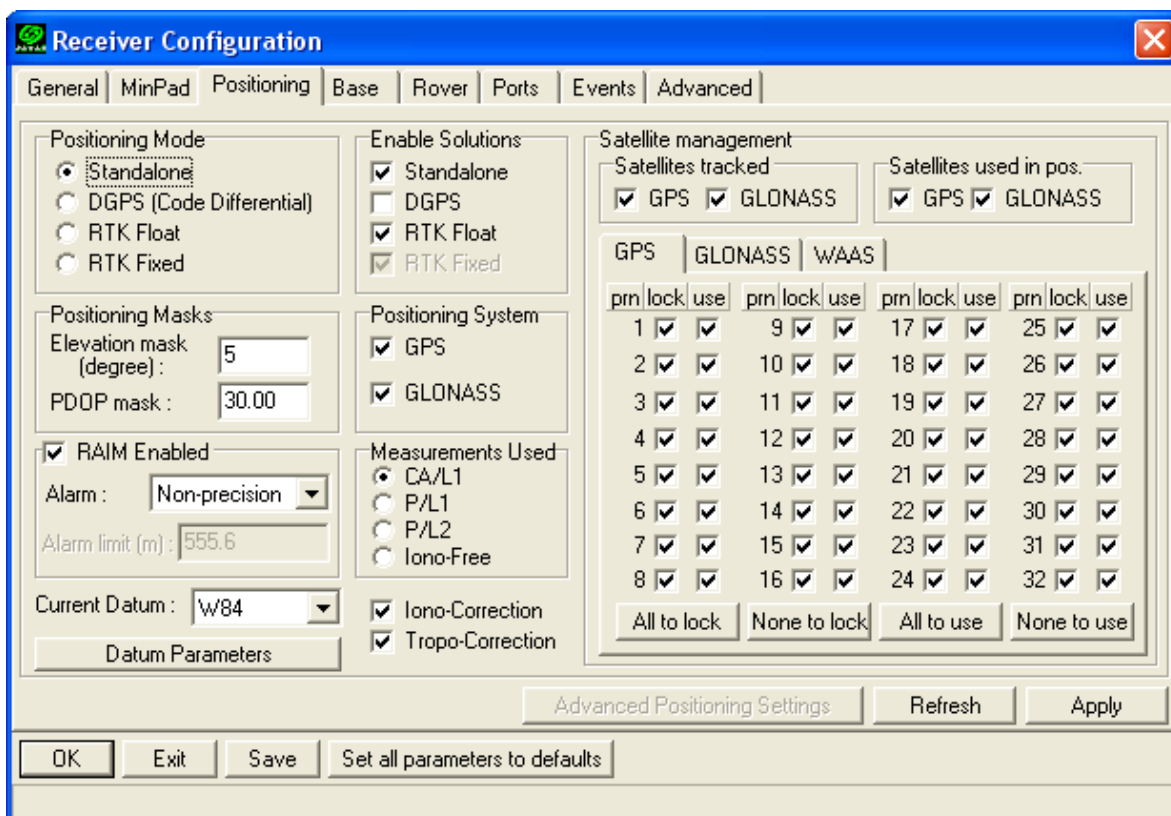 Receiver Configuration
General MinPad Positioning Base Rover Ports Events Advanced
Positioning Mode
Standalone
DGPS (Code Differential)
RTK Float
RTK Fixed
Enable Solutions
Standalone
DGPS
RTK Float
RTK Fixed
Satellite management
Satellites tracked
GPS GLONASS
Satellites used in pos.
GPS GLONASS
Positioning Masks
Elevation mask
(degree) :
5
PDOP mask :
30.00
Positioning System
GPS
GLONASS
RAIM Enabled
Alarm :
Non-precision
Alarm limit (m) :
555.6
Measurements Used
CA/L1
P/L1
P/L2
Iono-Free
Current Datum :
W84
Datum Parameters
Iono-Correction
Tropo-Correction
GPS GLONASS WAAS
prn lock use prn lock use prn lock use prn lock use
1 9 17 25
2 10 18 26
3 11 19 27
4 12 20 28
5 13 21 29
6 14 22 30
7 15 23 31
8 16 24 32
All to lock None to lock All to use None to use
Advanced Positioning Settings Refresh Apply
OK Exit Save Set all parameters to defaults